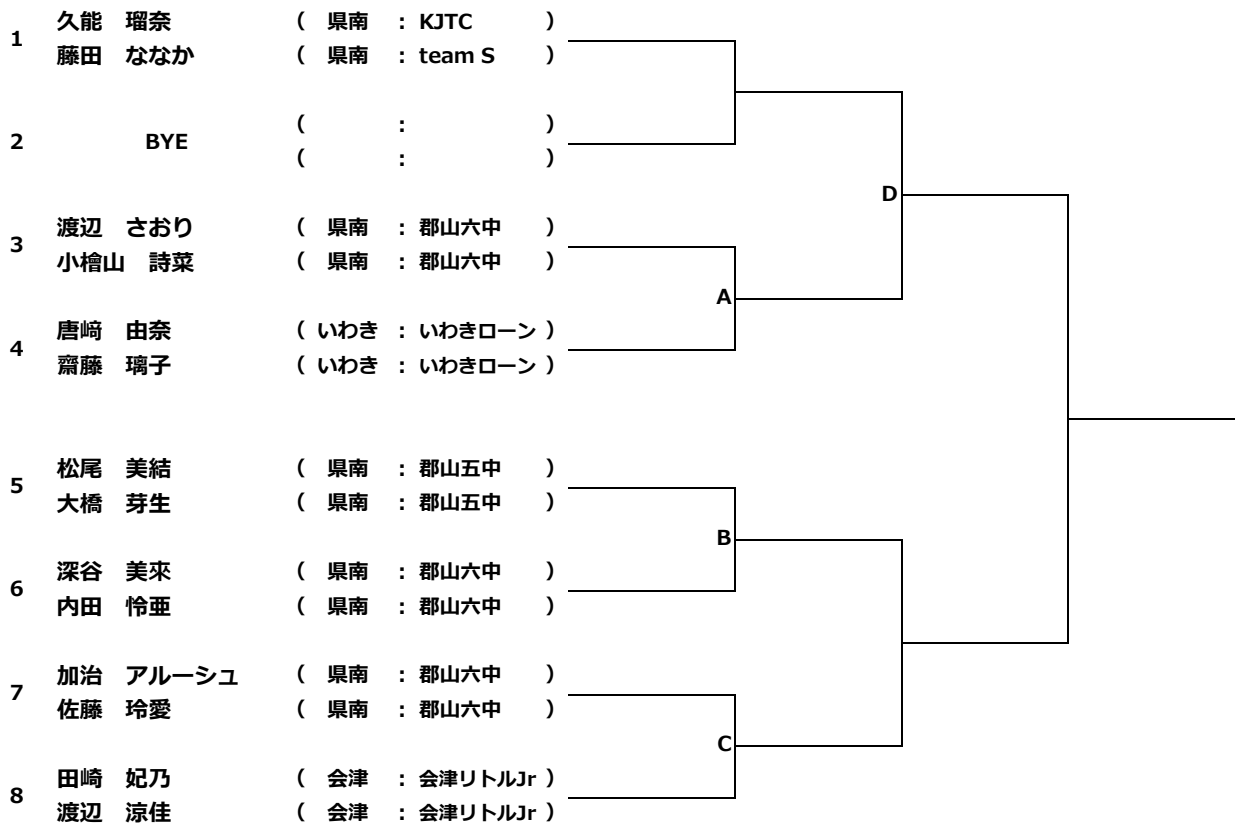 1
久能　瑠奈　（　県南　：KJTC　）
藤田　ななか　（　県南　：team S　）
2
BYE
（　：　）
（　：　）
D
3
渡辺　さおり　（　県南　：郡山六中　）
小檜山　詩菜　（　県南　：郡山六中　）
A
4
唐﨑　由奈　（ いわき ：いわきローン ）
齋藤　璃子　（ いわき ：いわきローン ）
5
松尾　美結　（　県南　：郡山五中　）
大橋　芽生　（　県南　：郡山五中　）
B
6
深谷　美來　（　県南　：郡山六中　）
内田　怜亜　（　県南　：郡山六中　）
7
加治　アルーシュ　（　県南　：郡山六中　）
佐藤　玲愛　（　県南　：郡山六中　）
C
8
田崎　妃乃　（　会津　：会津リトルJr ）
渡辺　涼佳　（　会津　：会津リトルJr ）